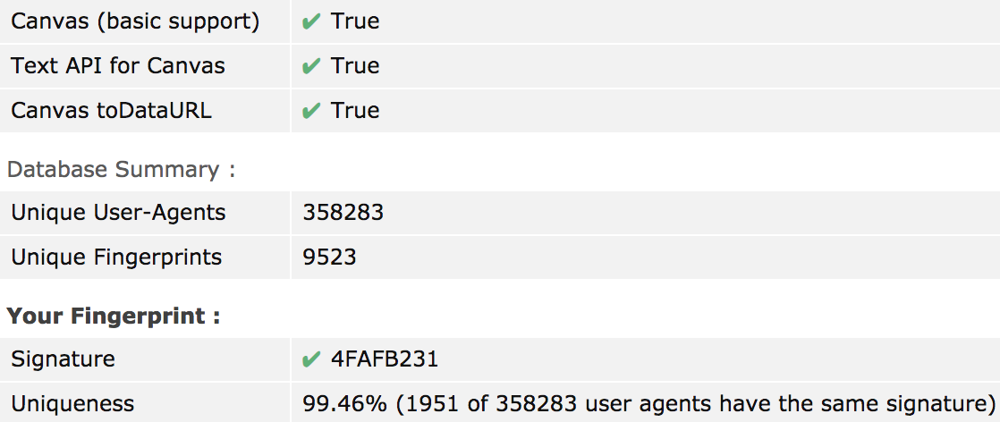 Canvas (basic support) ✔ True
Text API for Canvas ✔ True
Canvas toDataURL ✔ True
Database Summary :
Unique User-Agents 358283
Unique Fingerprints 9523
Your Fingerprint :
Signature ✔ 4FAFB231
Uniqueness 99.46% (1951 of 358283 user agents have the same signature)